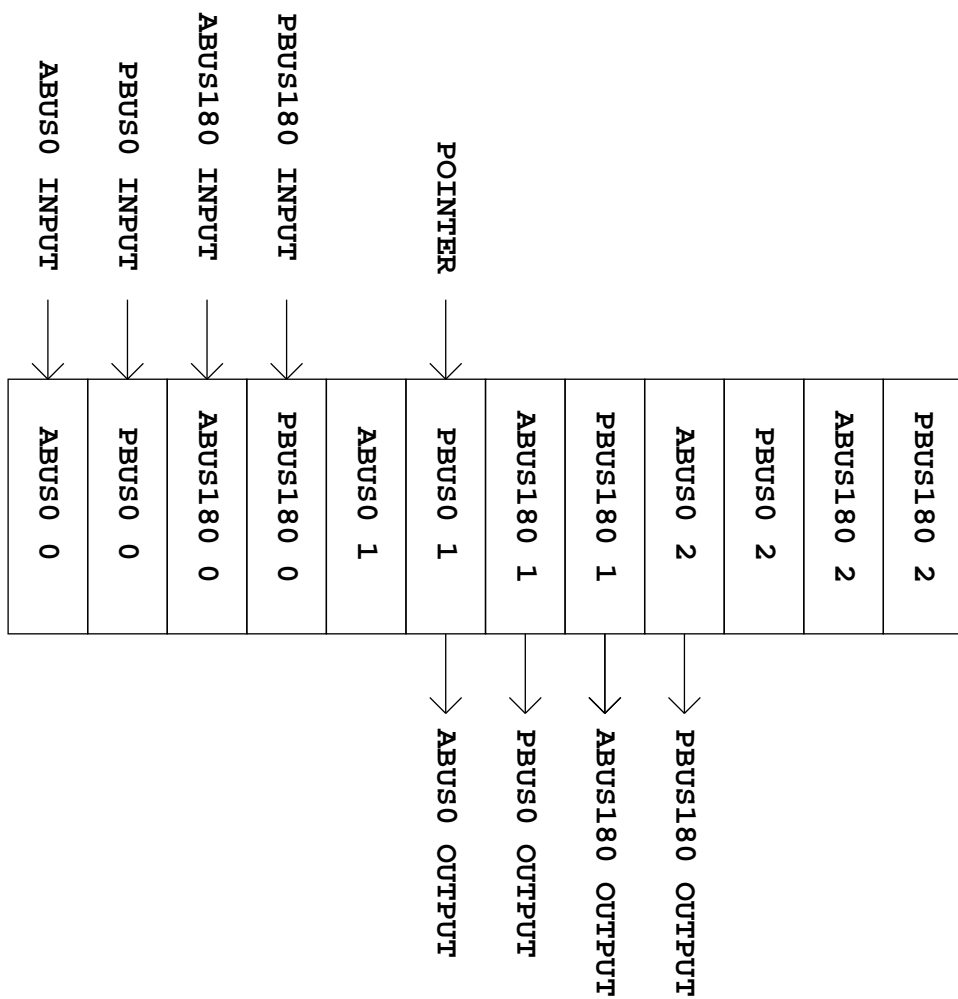 PBUS180 INPUT
ABUS180 INPUT
PBUS0 INPUT
ABUS0 INPUT
POINTER
PBUS180 2
ABUS180 2
PBUS0 2
ABUS0 2
PBUS180 1
ABUS180 1
PBUS0 1
ABUS0 1
PBUS180 0
ABUS180 0
PBUS0 0
ABUS0 0
PBUS180 OUTPUT
ABUS180 OUTPUT
PBUS0 OUTPUT
ABUS0 OUTPUT